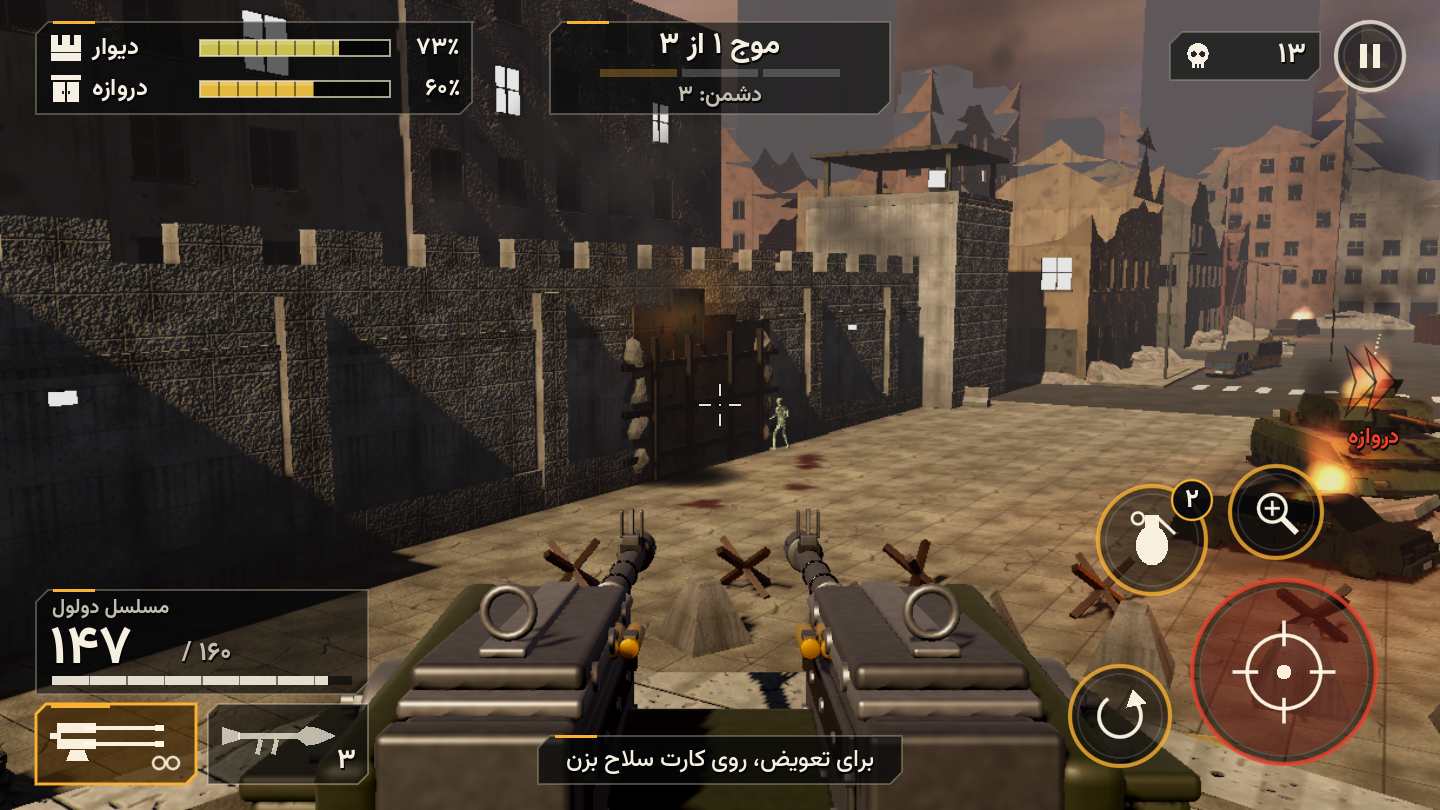 دیوار ۷۳٪
دروازه ۶۰٪
موج ۱ از ۳
دشمن: ۳
۱۳
دروازه
۲
مسلسل دولول
۱۴۷ / ۱۶۰
∞
۳
برای تعویض، روی کارت سلاح بزن